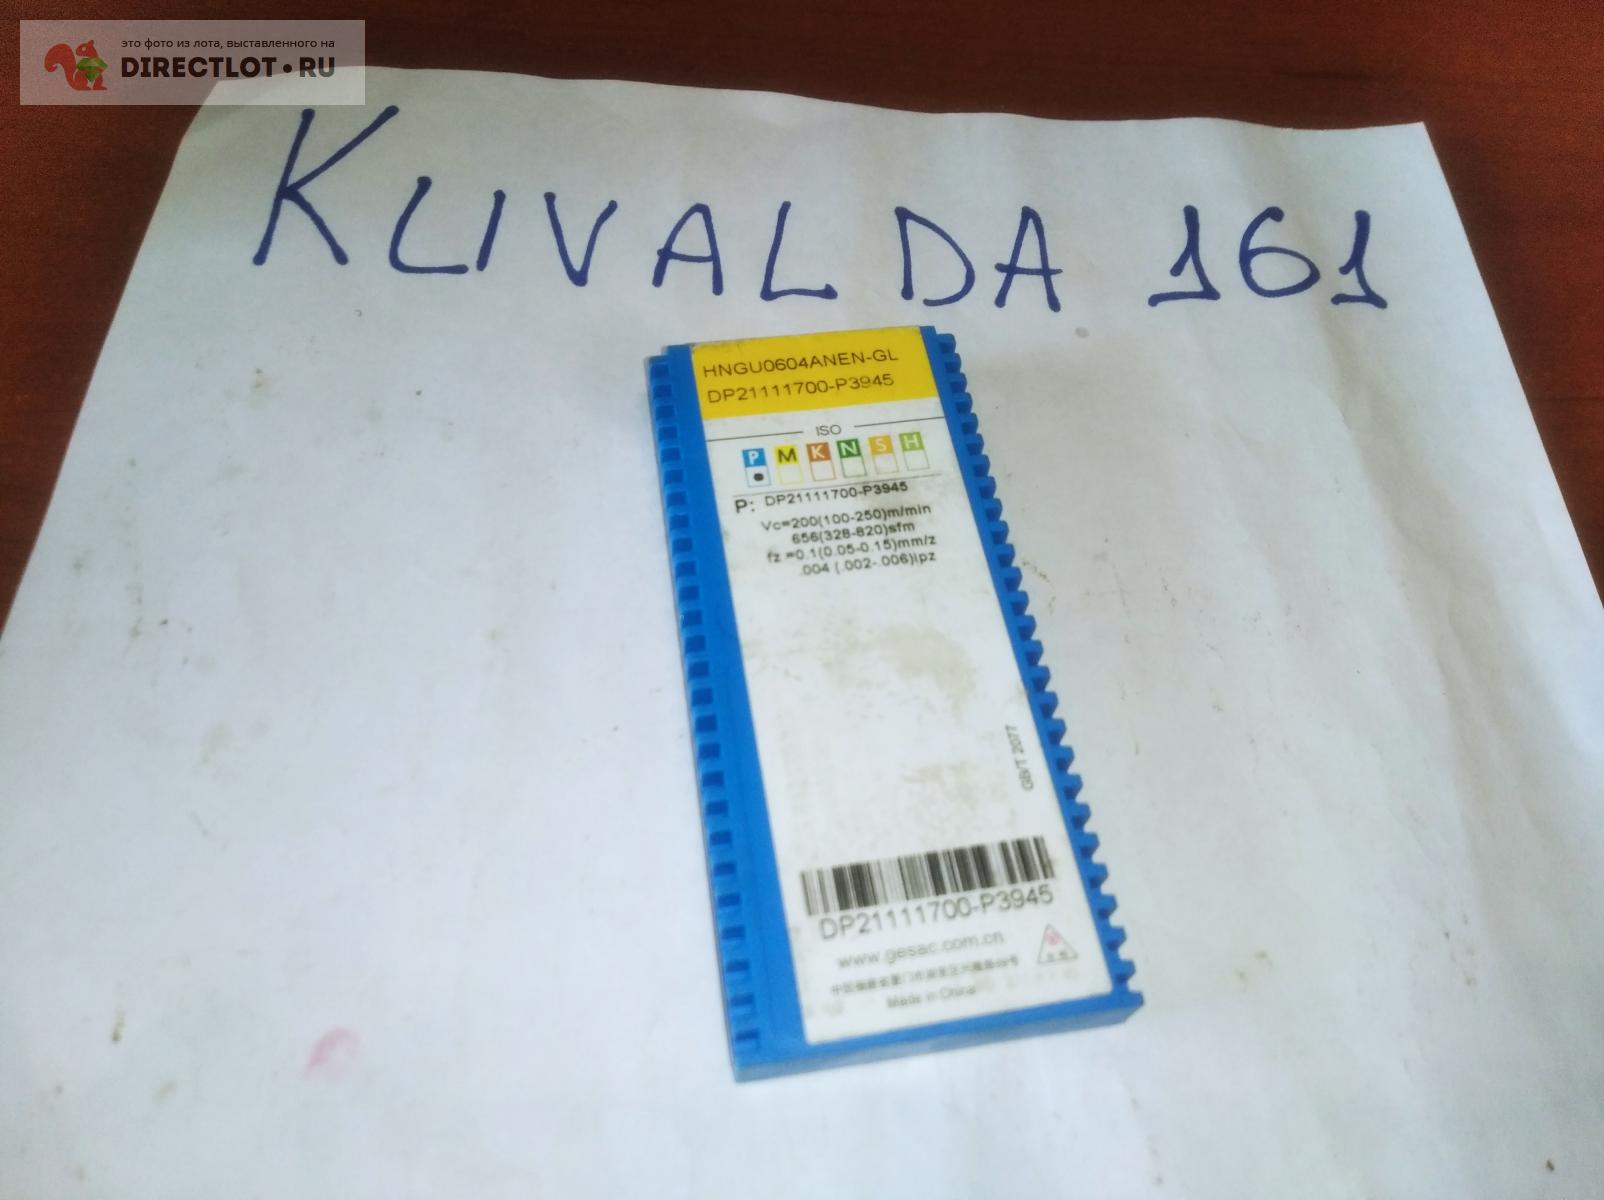 это фото из лота, выставленного на
DIRECTLOT•RU
KLIVALDA 161
HNGU0604ANEN-GL
DP21111700-P3945
ISO
P M K N S H
P: DP21111700-P3945
Vc=200(100-250)m/min
656(328-820)sfm
fz =0.1(0.05-0.15)mm/z
.004 (.002-.006)ipz
GB/T 2077
DP21111700-P3945
www.gesac.com.cn
Made in China